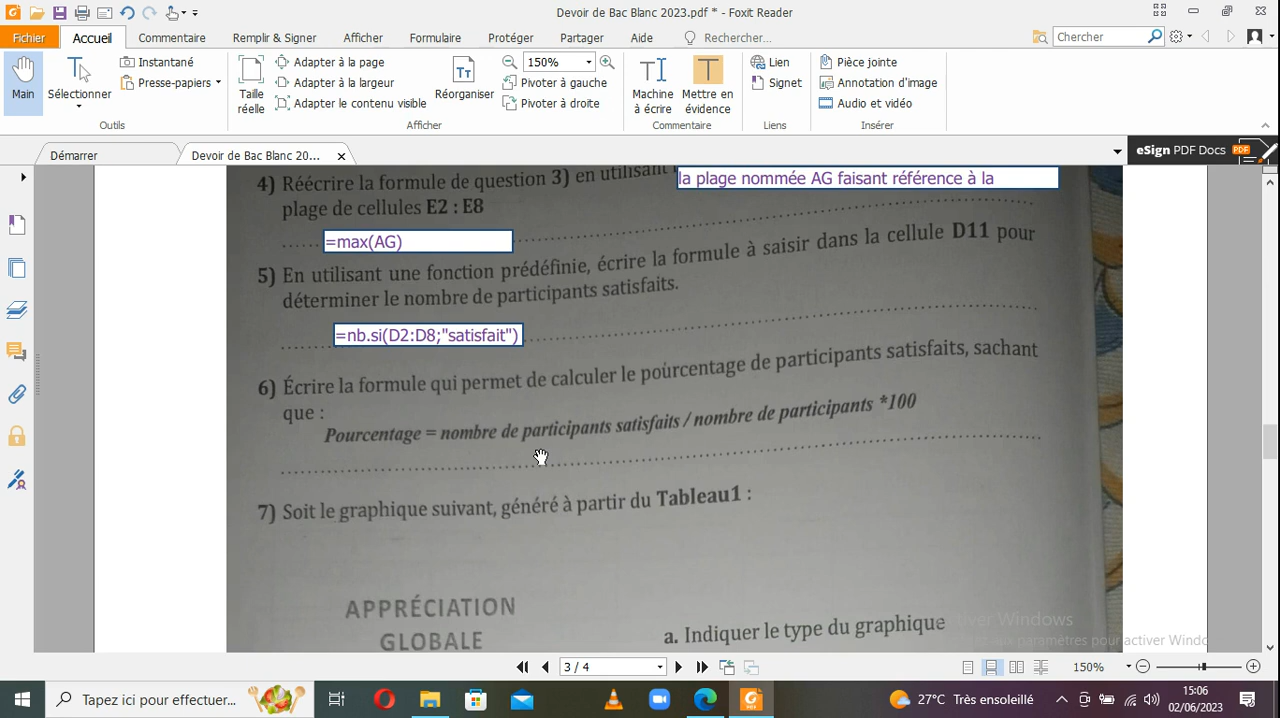 Devoir de Bac Blanc 2023.pdf * - Foxit Reader
Fichier Accueil Commentaire Remplir & Signer Afficher Formulaire Protéger Partager Aide Rechercher... Chercher
Main
Sélectionner
Instantané
Presse-papiers
Outils
Taille réelle
Adapter à la page
Adapter à la largeur
Adapter le contenu visible
Réorganiser
150%
Pivoter à gauche
Pivoter à droite
Afficher
Machine à écrire
Mettre en évidence
Commentaire
Lien
Signet
Liens
Pièce jointe
Annotation d'image
Audio et vidéo
Insérer
Démarrer Devoir de Bac Blanc 20... eSign PDF Docs PDF
4) Réécrire la formule de question 3) en utilisant la plage nommée AG faisant référence à la
plage de cellules E2 : E8
=max(AG)
5) En utilisant une fonction prédéfinie, écrire la formule à saisir dans la cellule D11 pour
déterminer le nombre de participants satisfaits.
=nb.si(D2:D8;"satisfait")
6) Écrire la formule qui permet de calculer le pourcentage de participants satisfaits, sachant
que :
Pourcentage = nombre de participants satisfaits / nombre de participants *100
7) Soit le graphique suivant, généré à partir du Tableau1 :
APPRÉCIATION
GLOBALE
a. Indiquer le type du graphique
3 / 4 150%
Tapez ici pour effectuer... 27°C Très ensoleillé 15:06
02/06/2023